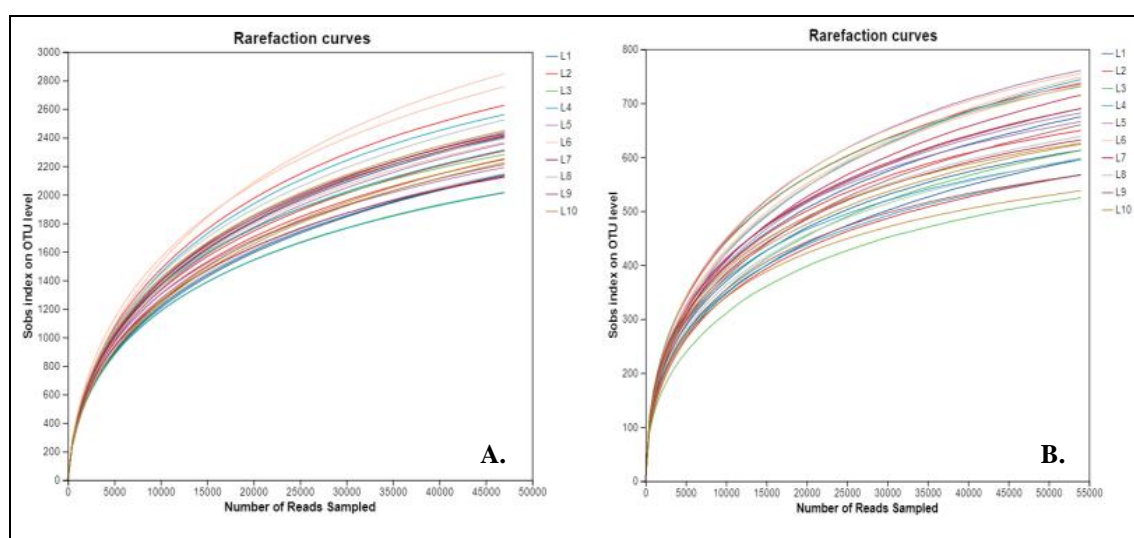 Rarefaction curves
Sobs index on OTU level
3000
2800
2600
2400
2200
2000
1800
1600
1400
1200
1000
800
600
400
200
0
0 5000 10000 15000 20000 25000 30000 35000 40000 45000 50000
Number of Reads Sampled
L1
L2
L3
L4
L5
L6
L7
L8
L9
L10
A.
Rarefaction curves
Sobs index on OTU level
800
700
600
500
400
300
200
100
0
0 5000 10000 15000 20000 25000 30000 35000 40000 45000 50000 55000
Number of Reads Sampled
L1
L2
L3
L4
L5
L6
L7
L8
L9
L10
B.